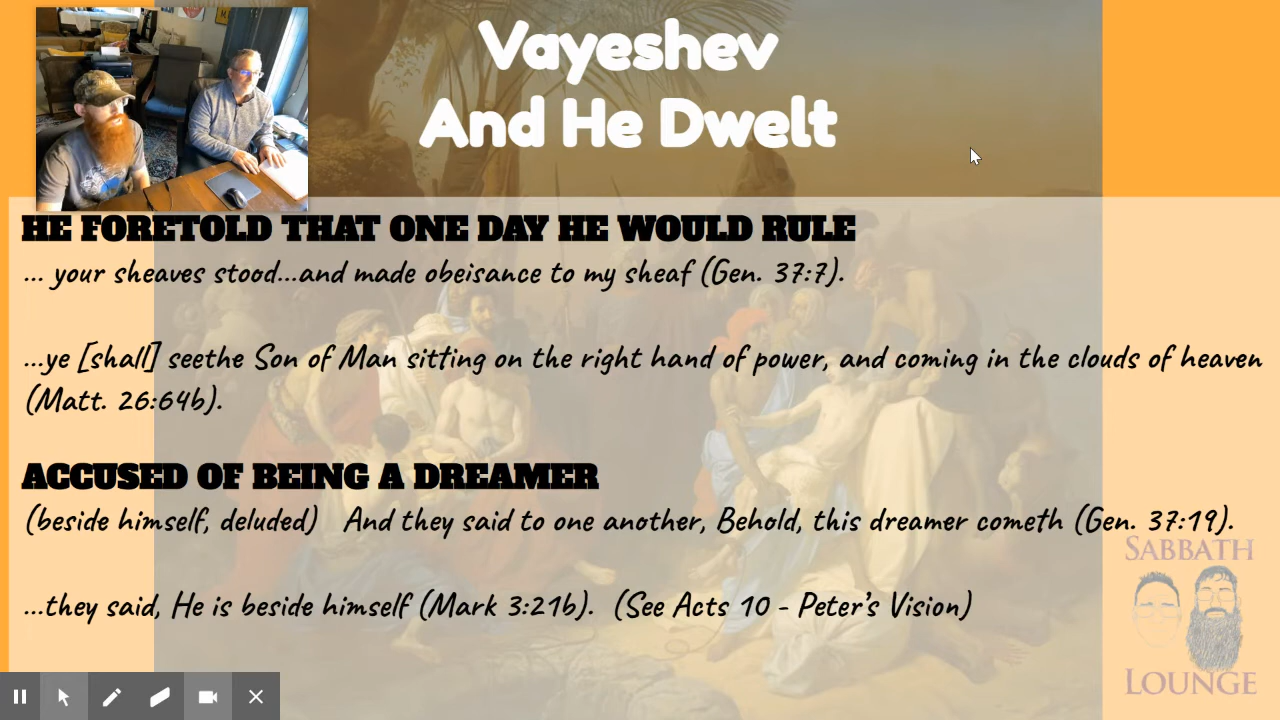 Vayeshev
And He Dwelt
HE FORETOLD THAT ONE DAY HE WOULD RULE
... your sheaves stood...and made obeisance to my sheaf (Gen. 37:7).
...ye [shall] seethe Son of Man sitting on the right hand of power, and coming in the clouds of heaven
(Matt. 26:64b).
ACCUSED OF BEING A DREAMER
(beside himself, deluded) And they said to one another, Behold, this dreamer cometh (Gen. 37:19).
...they said, He is beside himself (Mark 3:21b). (See Acts 10 - Peter's Vision)
SABBATH
LOUNGE